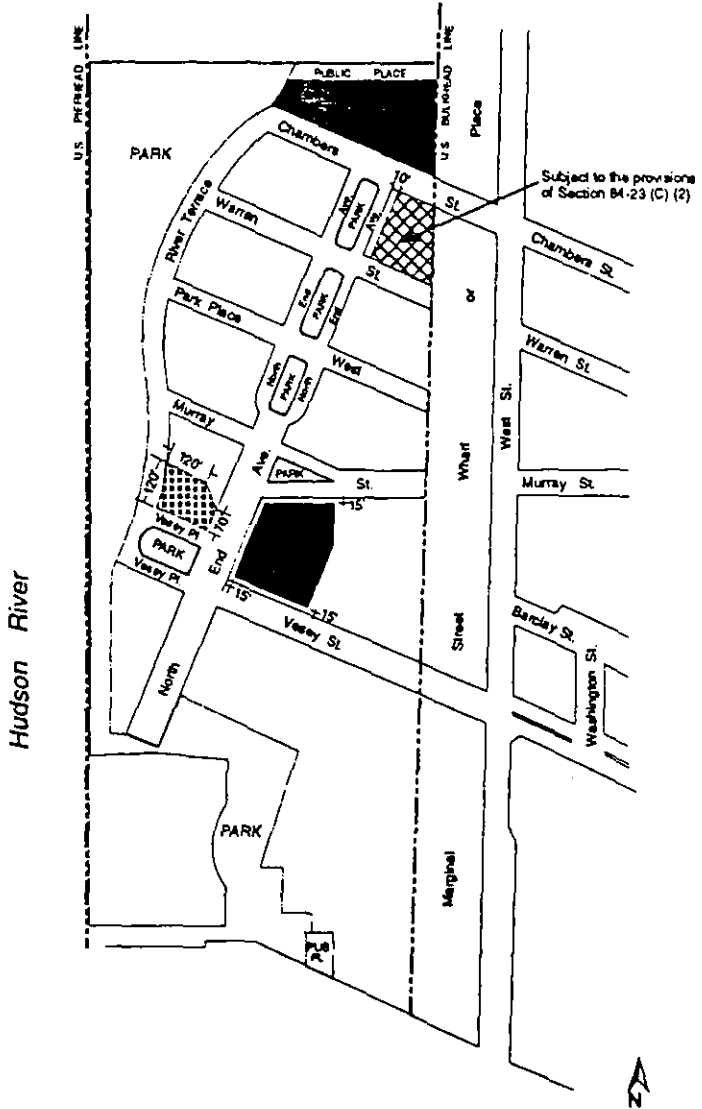 U.S. PIERHEAD LINE
U.S. BULKHEAD LINE
PUBLIC PLACE
PARK
Place
Chambers
St.
Subject to the provisions
of Section 84-23 (C) (2)
10'
River Terrace
Warren
St.
Ave.
PARK
Ave.
Chambers St.
End
PARK
End
or
Park Place
West
Warren St.
North
PARK
North
West St.
Murray
Ave.
PARK
St.
Wharf
Murray St.
120'
120'
70'
15'
Vesey Pl
PARK
Vesey Pl
End
15'
15'
Vesey St.
Barclay St.
Street
Washington St.
North
Hudson River
PARK
Marginal
PUB
PL
N